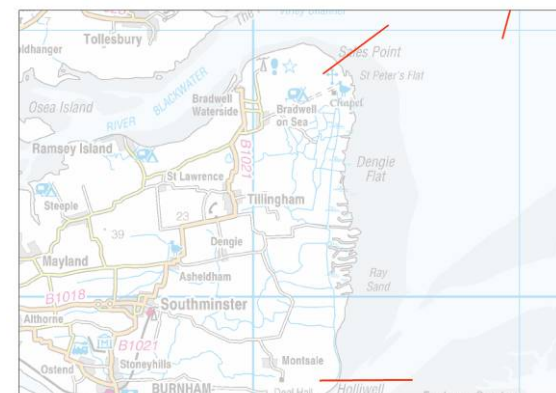 Tollesbury
Sales Point
St Peter's Flat
Chapel
Osea Island
RIVER BLACKWATER
Bradwell
Waterside
Bradwell
on Sea
Ramsey Island
Dengie
Flat
St Lawrence
B1021
Steeple
Tillingham
23
39
Dengie
Mayland
Asheldham
Ray
Sand
B1018
Southminster
Althorne
B1021
Stoneyhills
Montsale
Ostend
BURNHAM-
Holliwell